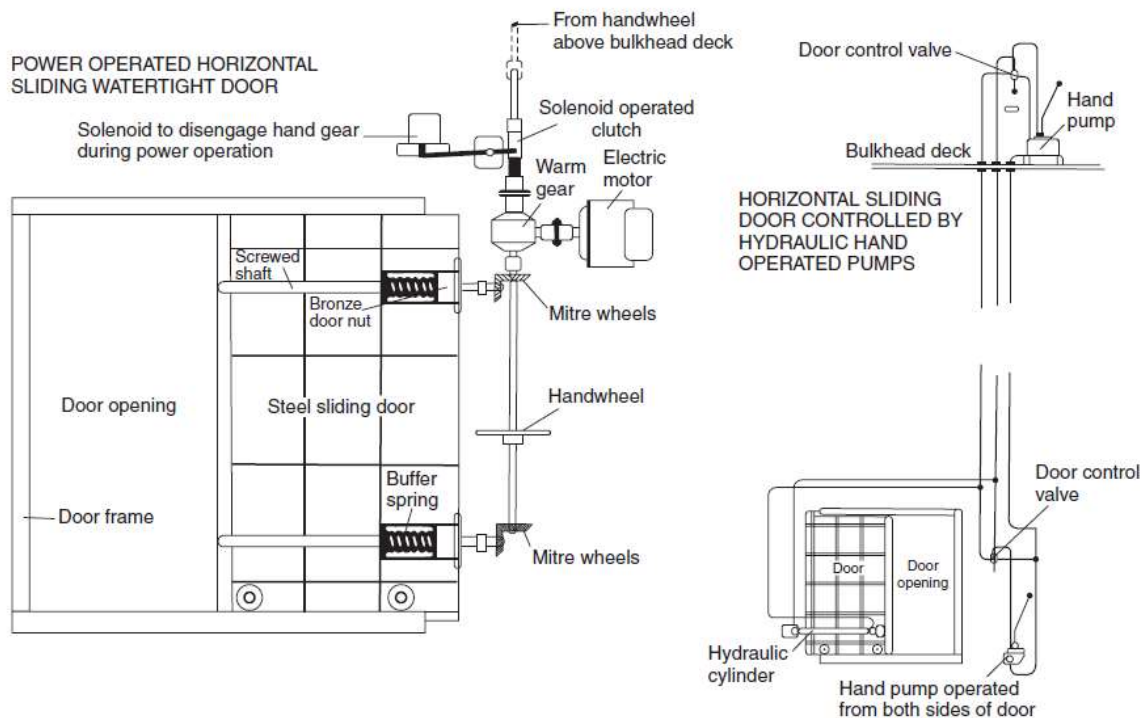 POWER OPERATED HORIZONTAL
SLIDING WATERTIGHT DOOR
From handwheel
above bulkhead deck
Solenoid to disengage hand gear
during power operation
Solenoid operated
clutch
Warm
gear
Electric
motor
Screwed
shaft
Bronze
door nut
Mitre wheels
Door opening
Steel sliding door
Handwheel
Buffer
spring
Door frame
Mitre wheels
Door control valve
Hand
pump
Bulkhead deck
HORIZONTAL SLIDING
DOOR CONTROLLED BY
HYDRAULIC HAND
OPERATED PUMPS
Door control
valve
Door
Door
opening
Hydraulic
cylinder
Hand pump operated
from both sides of door